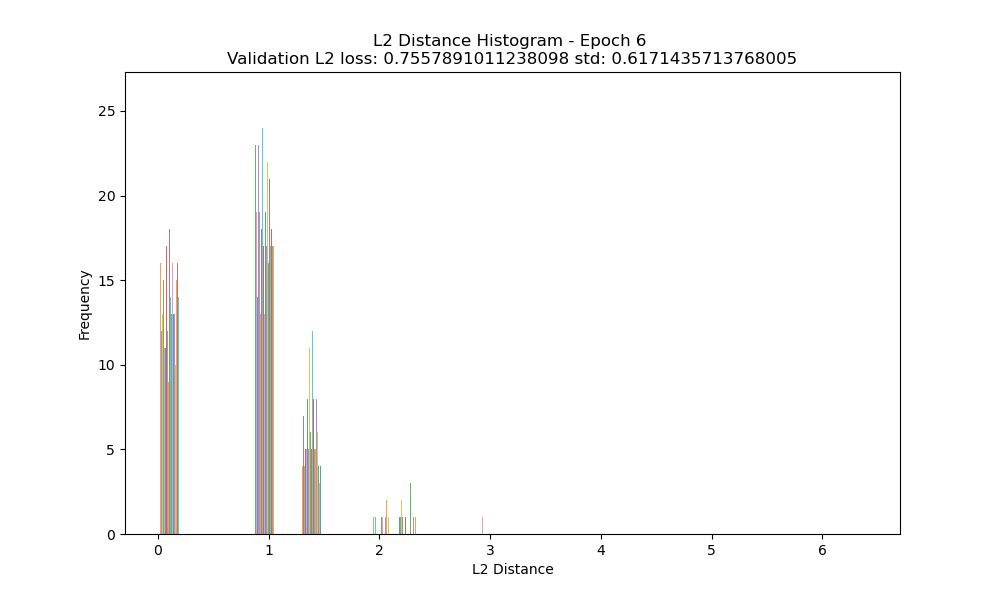 L2 Distance Histogram - Epoch 6
Validation L2 loss: 0.7557891011238098 std: 0.6171435713768005
25
20
15
10
5
0
Frequency
0 1 2 3 4 5 6
L2 Distance